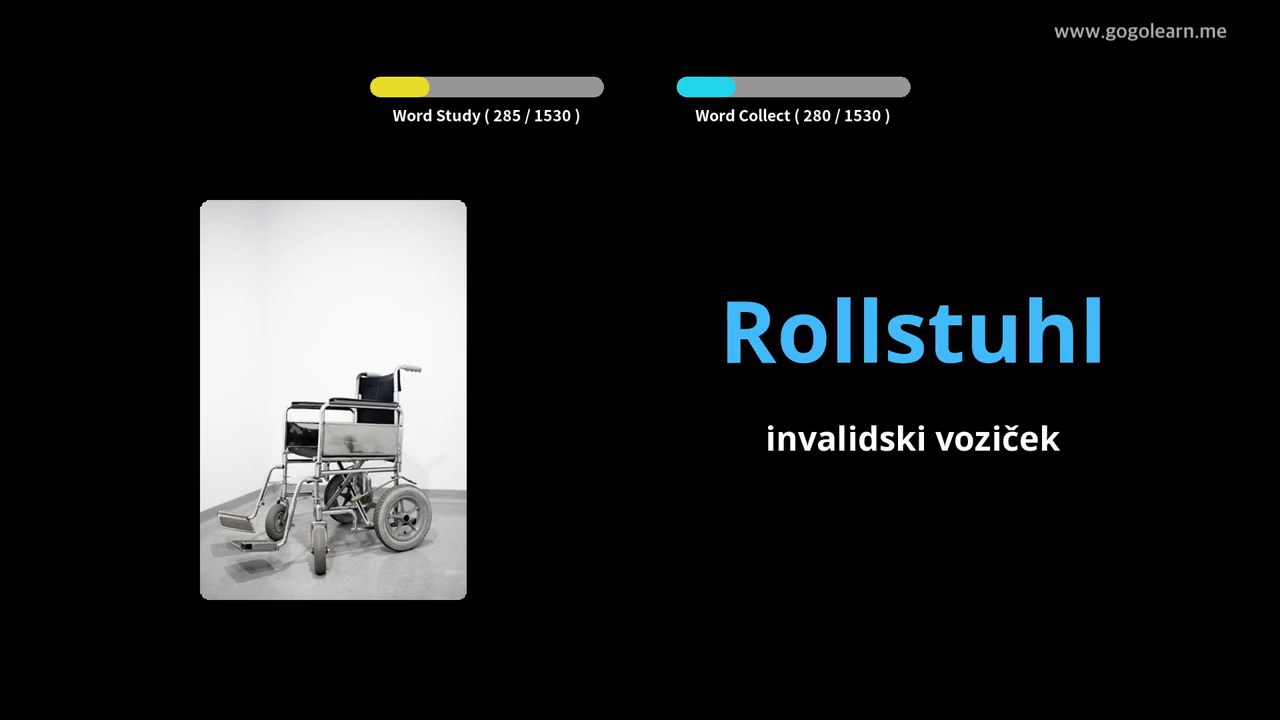 www.gogolearn.me
Word Study ( 285 / 1530 )
Word Collect ( 280 / 1530 )
Rollstuhl
invalidski voziček